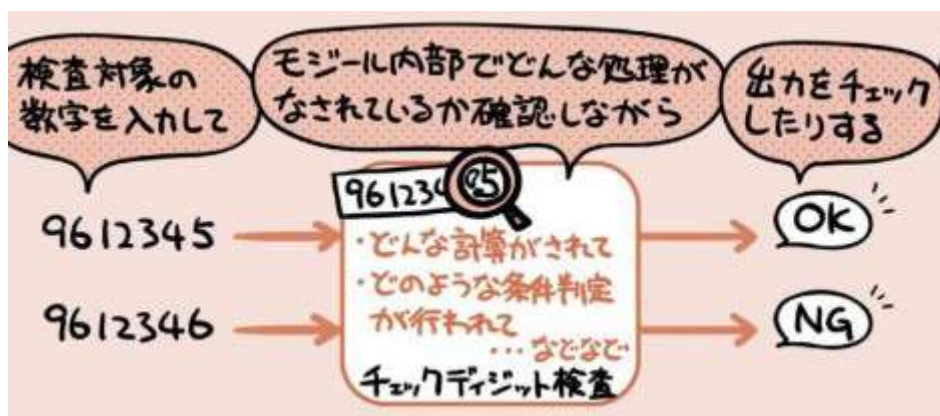 検査対象の
数字を入力して
モジール内部でどんな処理が
なされているか確認しながら
出力をチェック
したりする
9612345
961234
95
・どんな計算がされて
・どのような条件判定
が行われて
…などなど
チェックディジット検査
OK
9612346
NG